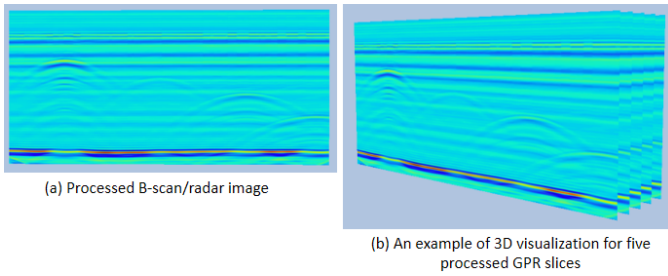 (a) Processed B-scan/radar image
(b) An example of 3D visualization for five
processed GPR slices